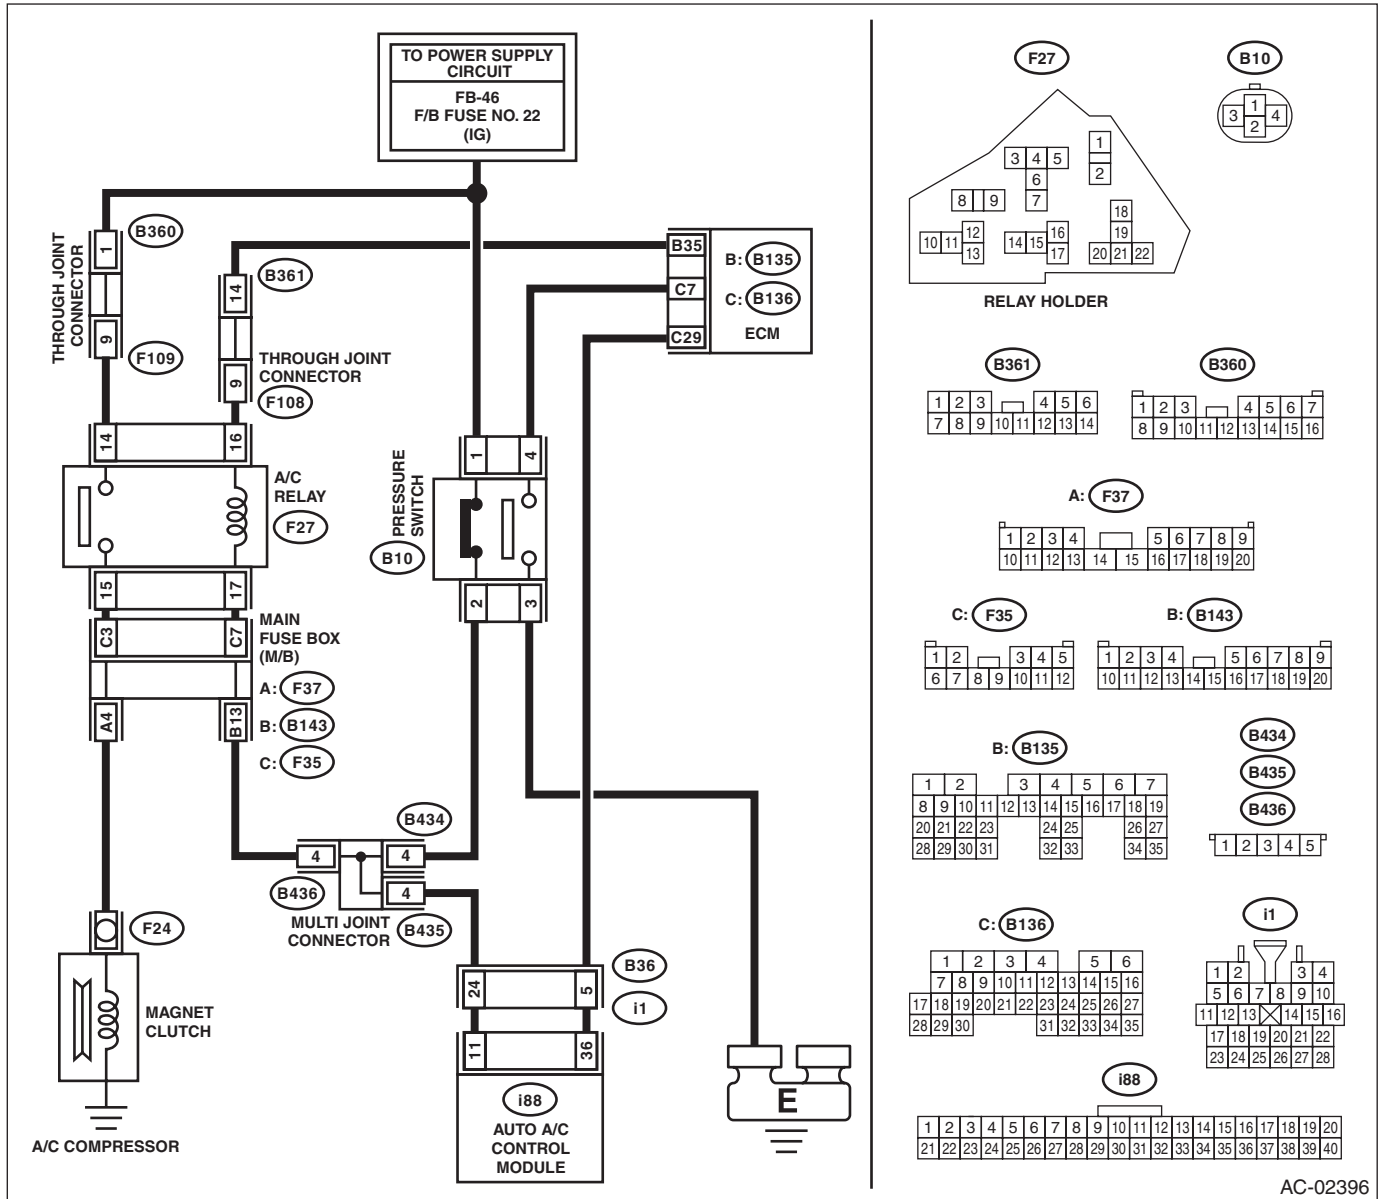 TO POWER SUPPLY
CIRCUIT
FB-46
F/B FUSE NO. 22
(IG)
THROUGH JOINT
CONNECTOR
1
B360
9
F109
14
B361
9
THROUGH JOINT
CONNECTOR
F108
B35
C7
C29
B: B135
C: B136
ECM
14
16
A/C
RELAY
F27
15
17
C3
C7
MAIN
FUSE BOX
(M/B)
A: F37
B: B143
C: F35
A4
B13
PRESSURE
SWITCH
B10
1
4
2
3
B434
4
4
4
B436
MULTI JOINT
CONNECTOR
B435
F24
MAGNET
CLUTCH
A/C COMPRESSOR
24
5
B36
i1
11
36
i88
AUTO A/C
CONTROL
MODULE
E
F27
1
2
3 4 5
6
7
8 9
10 11 12
13
14 15 16
17
18
19
20 21 22
RELAY HOLDER
B10
1
3 4
2
B361
1 2 3 4 5 6
7 8 9 10 11 12 13 14
B360
1 2 3 4 5 6 7
8 9 10 11 12 13 14 15 16
A: F37
1 2 3 4 5 6 7 8 9
10 11 12 13 14 15 16 17 18 19 20
C: F35
1 2 3 4 5
6 7 8 9 10 11 12
B: B143
1 2 3 4 5 6 7 8 9
10 11 12 13 14 15 16 17 18 19 20
B: B135
1 2 3 4 5 6 7
8 9 10 11 12 13 14 15 16 17 18 19
20 21 22 23 24 25 26 27
28 29 30 31 32 33 34 35
B434
B435
B436
1 2 3 4 5
C: B136
1 2 3 4 5 6
7 8 9 10 11 12 13 14 15 16
17 18 19 20 21 22 23 24 25 26 27
28 29 30 31 32 33 34 35
i1
1 2 3 4
5 6 7 8 9 10
11 12 13 14 15 16
17 18 19 20 21 22
23 24 25 26 27 28
i88
1 2 3 4 5 6 7 8 9 10 11 12 13 14 15 16 17 18 19 20
21 22 23 24 25 26 27 28 29 30 31 32 33 34 35 36 37 38 39 40
AC-02396